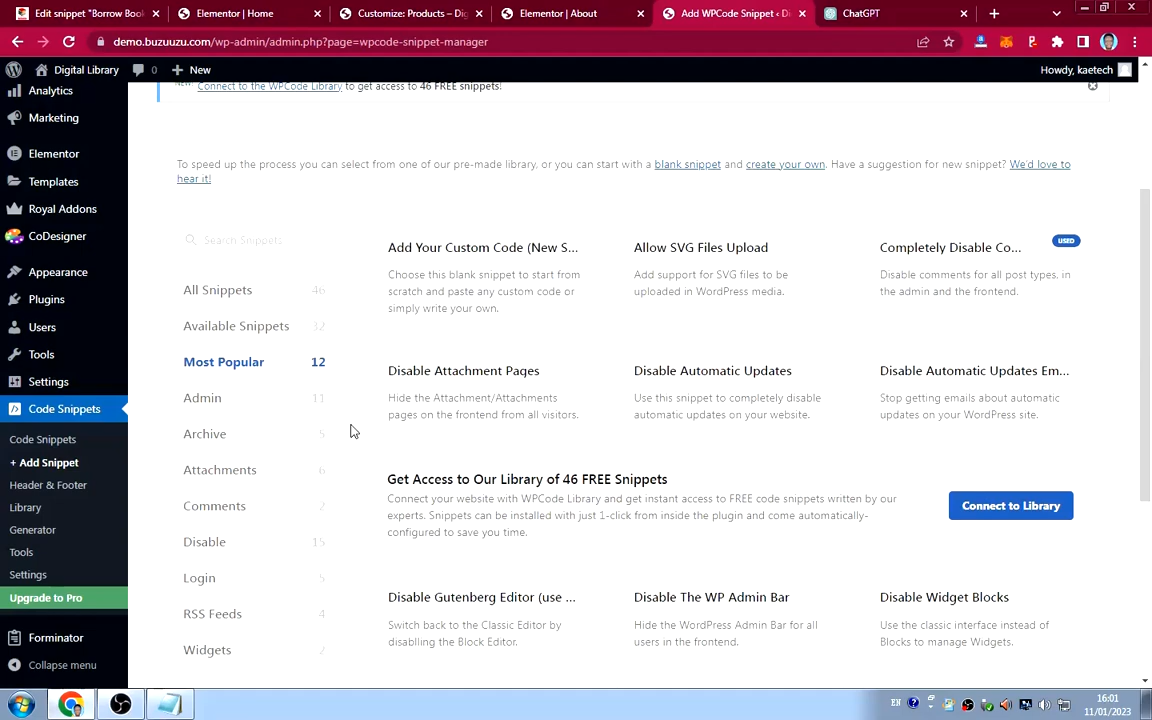 Edit snippet "Borrow Book
Elementor | Home
Customize: Products – Dig
Elementor | About
Add WPCode Snippet ‹ Di
ChatGPT
demo.buzuuzu.com/wp-admin/admin.php?page=wpcode-snippet-manager
Digital Library
0
New
Howdy, kaetech
Analytics
Marketing
Elementor
Templates
Royal Addons
CoDesigner
Appearance
Plugins
Users
Tools
Settings
Code Snippets
Code Snippets
+ Add Snippet
Header & Footer
Library
Generator
Tools
Settings
Upgrade to Pro
Forminator
Collapse menu
NEW! Connect to the WPCode Library to get access to 46 FREE snippets!
To speed up the process you can select from one of our pre-made library, or you can start with a blank snippet and create your own. Have a suggestion for new snippet? We'd love to
hear it!
Search Snippets
All Snippets 46
Available Snippets 32
Most Popular 12
Admin 11
Archive 5
Attachments 6
Comments 2
Disable 15
Login 5
RSS Feeds 4
Widgets 2
Add Your Custom Code (New S...
Choose this blank snippet to start from
scratch and paste any custom code or
simply write your own.
Allow SVG Files Upload
Add support for SVG files to be
uploaded in WordPress media.
Completely Disable Co...
USED
Disable comments for all post types, in
the admin and the frontend.
Disable Attachment Pages
Hide the Attachment/Attachments
pages on the frontend from all visitors.
Disable Automatic Updates
Use this snippet to completely disable
automatic updates on your website.
Disable Automatic Updates Em...
Stop getting emails about automatic
updates on your WordPress site.
Get Access to Our Library of 46 FREE Snippets
Connect your website with WPCode Library and get instant access to FREE code snippets written by our
experts. Snippets can be installed with just 1-click from inside the plugin and come automatically-
configured to save you time.
Connect to Library
Disable Gutenberg Editor (use ...
Switch back to the Classic Editor by
disablling the Block Editor.
Disable The WP Admin Bar
Hide the WordPress Admin Bar for all
users in the frontend.
Disable Widget Blocks
Use the classic interface instead of
Blocks to manage Widgets.
EN
16:01
11/01/2023